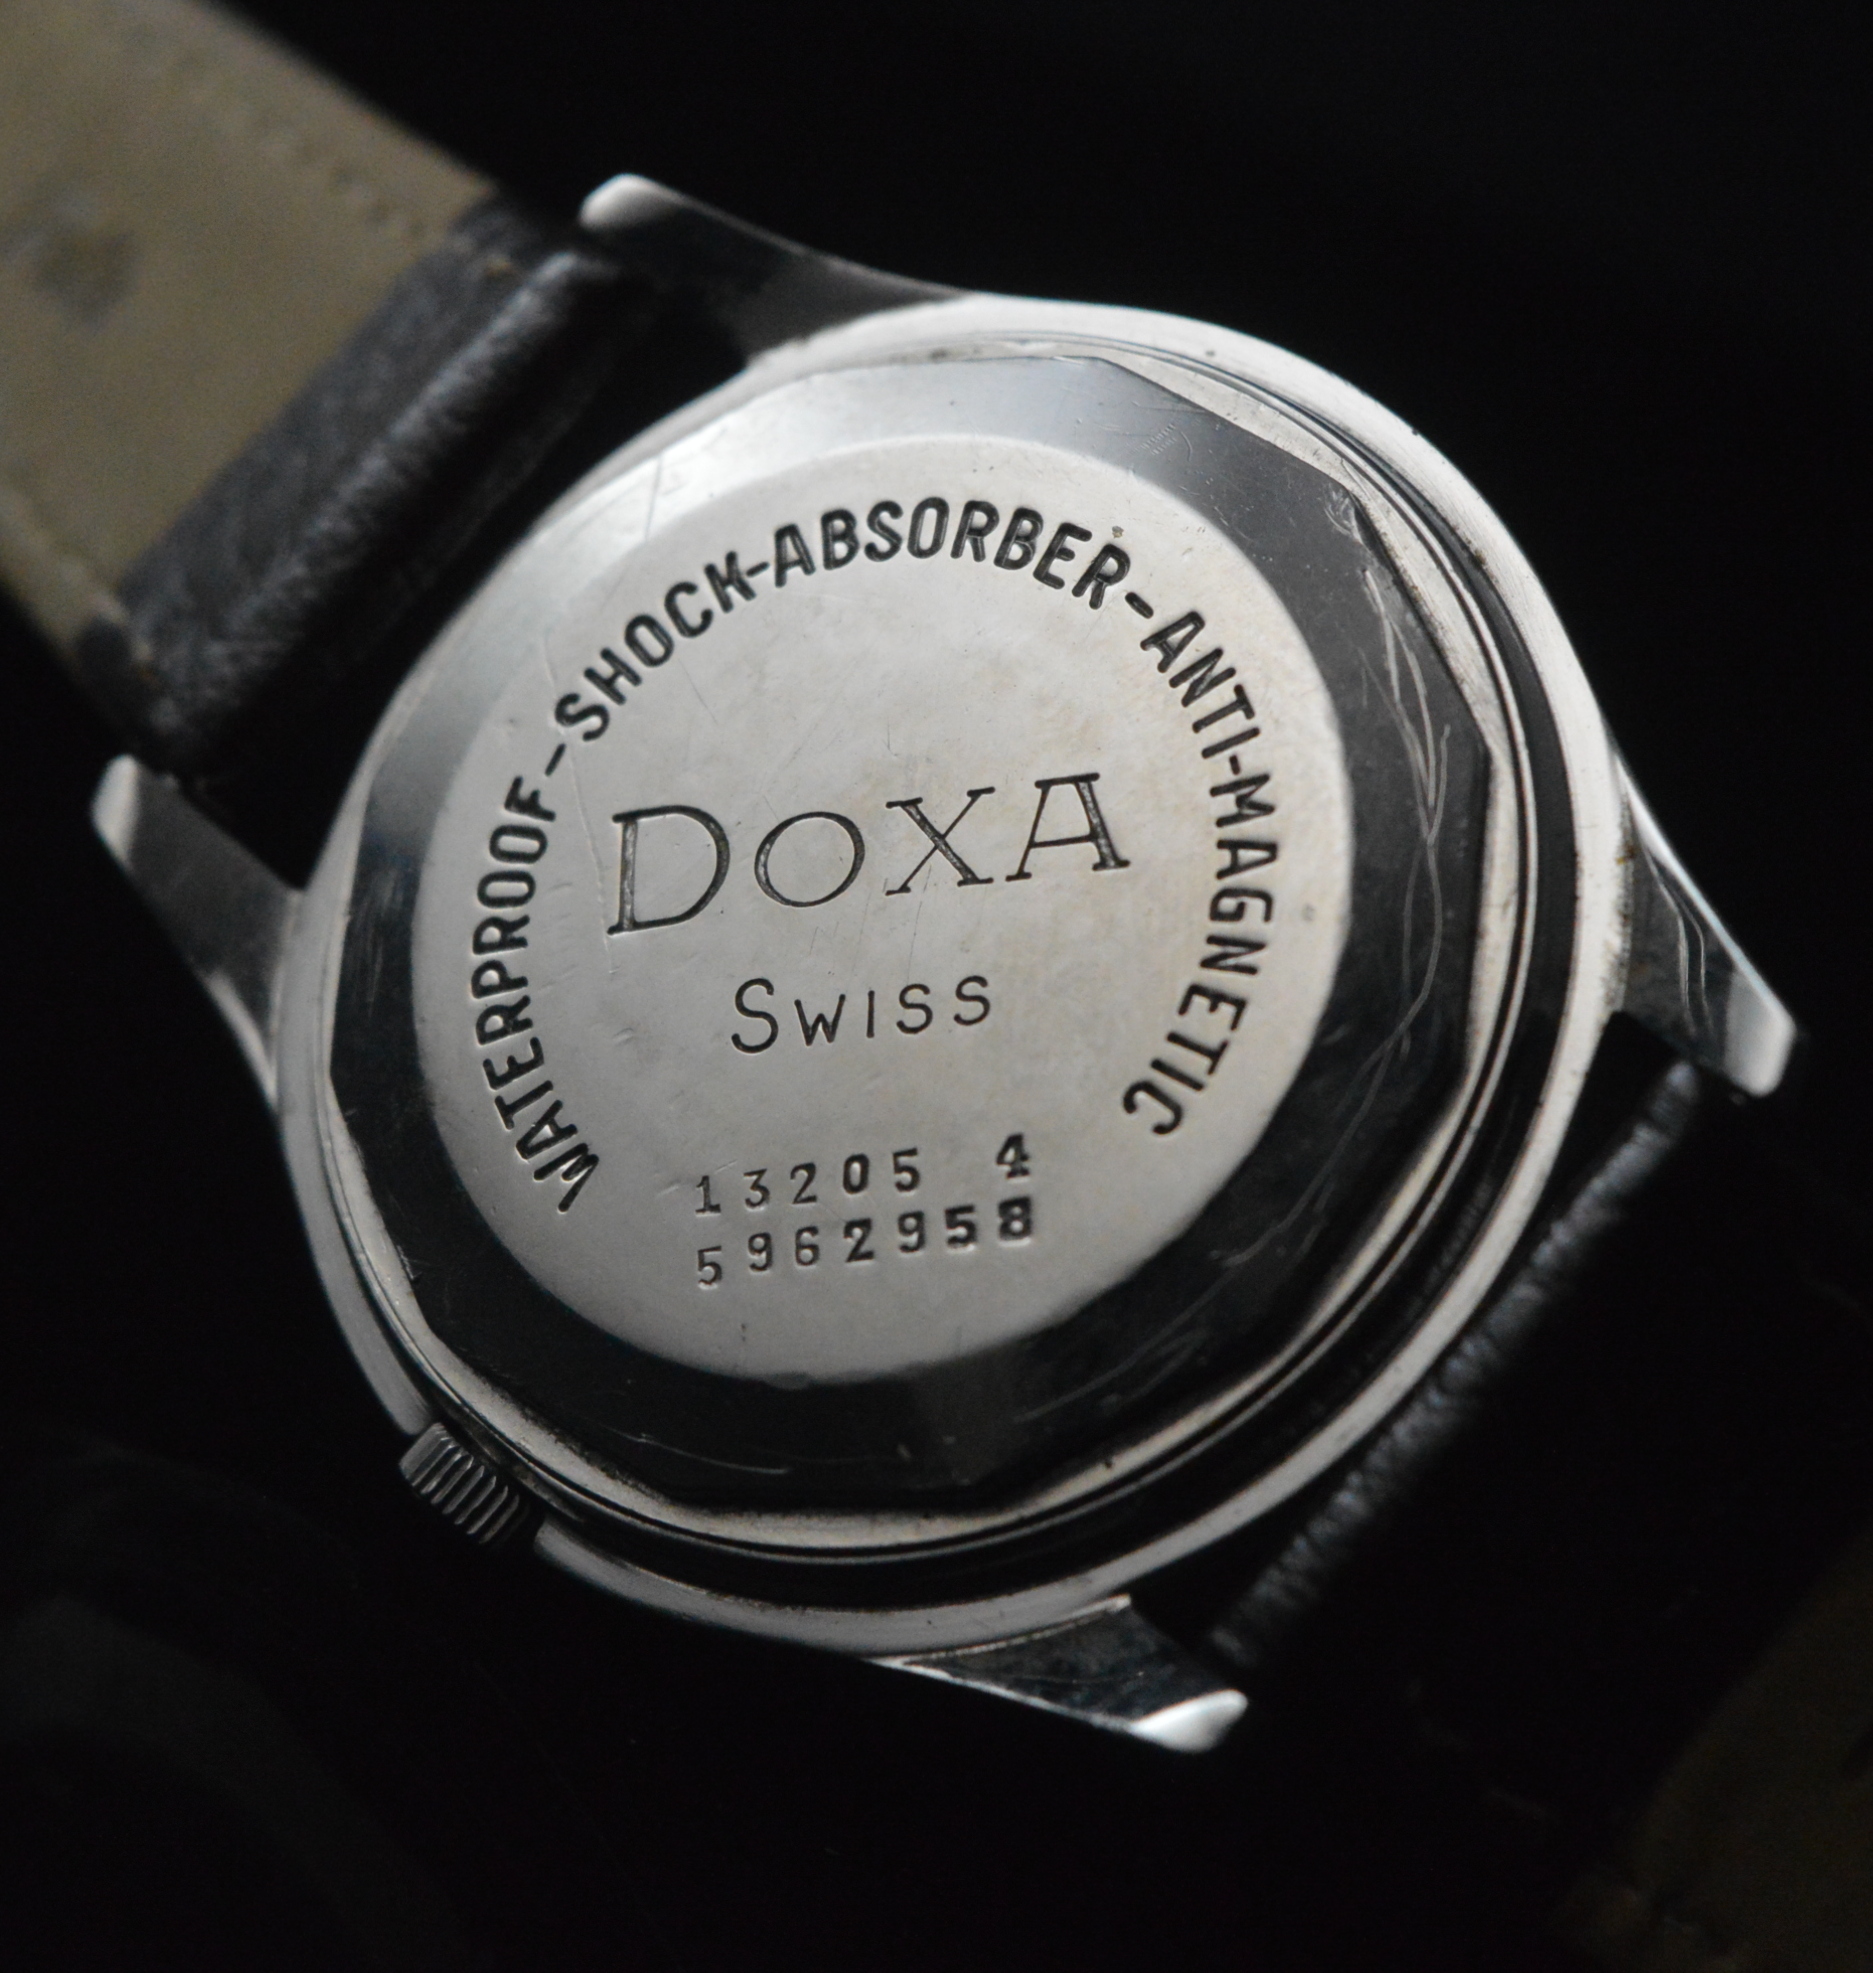 WATERPROOF-SHOCK-ABSORBER-ANTI-MAGNETIC
DOXA
SWISS
13205 4
5962958